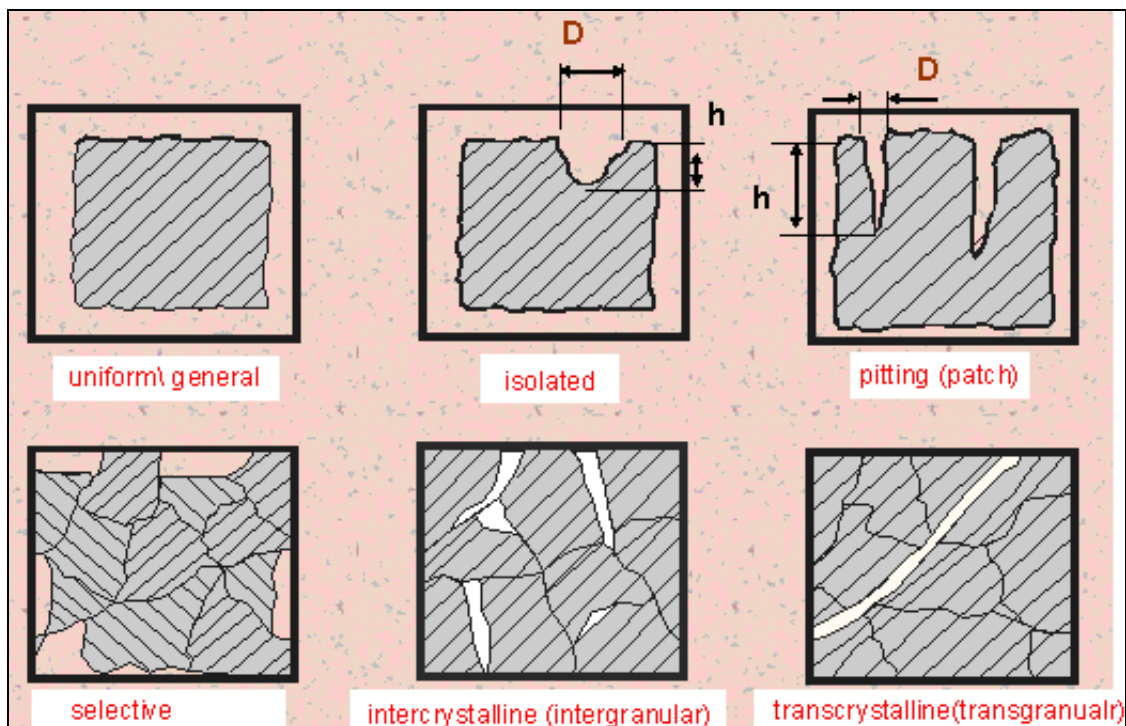 D
h
D
h
uniform\ general
isolated
pitting (patch)
selective
intercrystalline (intergranular)
transcrystalline(transgranualr)